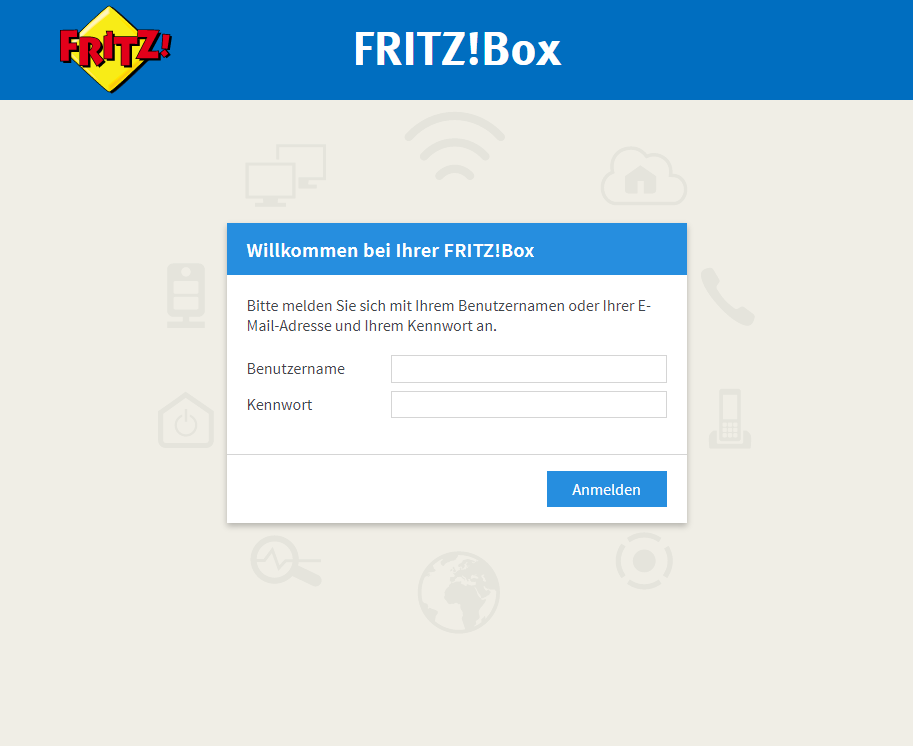 FRITZ!
FRITZ!Box
Willkommen bei Ihrer FRITZ!Box
Bitte melden Sie sich mit Ihrem Benutzernamen oder Ihrer E-
Mail-Adresse und Ihrem Kennwort an.
Benutzername
Kennwort
Anmelden